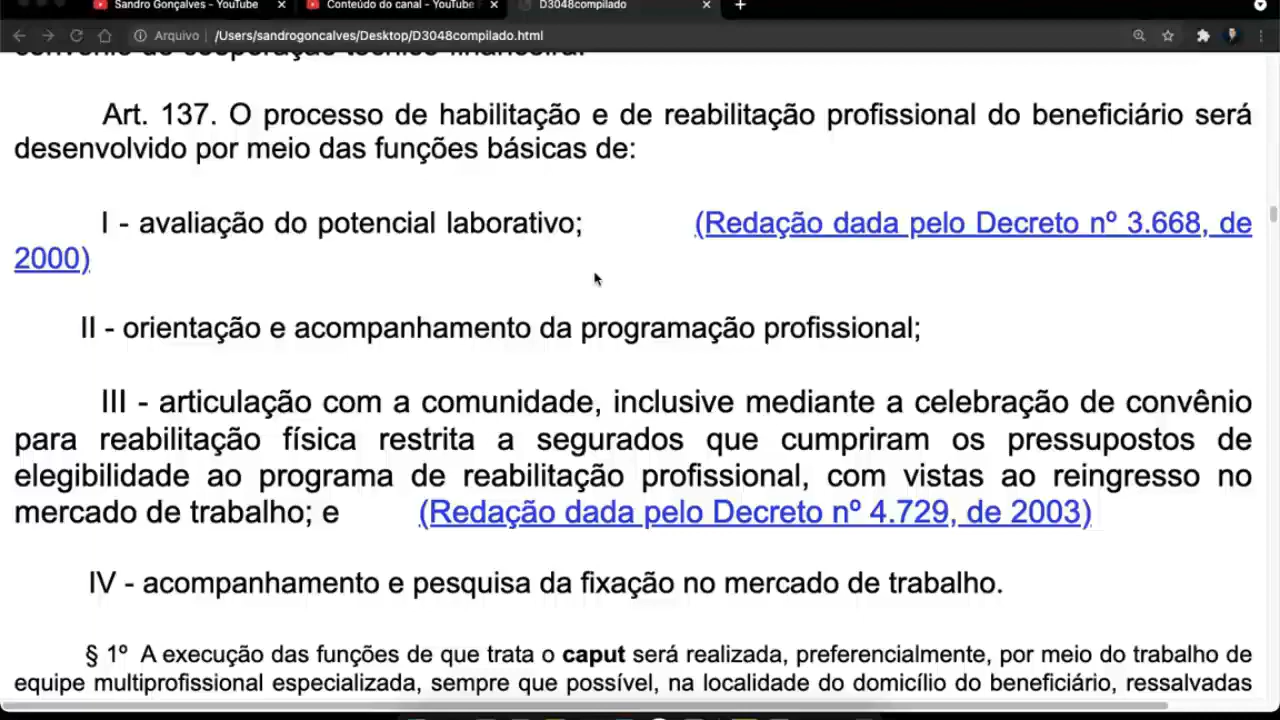 Sandro Gonçalves - YouTube
Conteúdo do canal - YouTube
D3048compilado
Arquivo
/Users/sandrogoncalves/Desktop/D3048compilado.html
convênio de cooperação técnico-financeira.
Art. 137. O processo de habilitação e de reabilitação profissional do beneficiário será
desenvolvido por meio das funções básicas de:
I - avaliação do potencial laborativo; (Redação dada pelo Decreto nº 3.668, de
2000)
II - orientação e acompanhamento da programação profissional;
III - articulação com a comunidade, inclusive mediante a celebração de convênio
para reabilitação física restrita a segurados que cumpriram os pressupostos de
elegibilidade ao programa de reabilitação profissional, com vistas ao reingresso no
mercado de trabalho; e (Redação dada pelo Decreto nº 4.729, de 2003)
IV - acompanhamento e pesquisa da fixação no mercado de trabalho.
§ 1º A execução das funções de que trata o caput será realizada, preferencialmente, por meio do trabalho de
equipe multiprofissional especializada, sempre que possível, na localidade do domicílio do beneficiário, ressalvadas